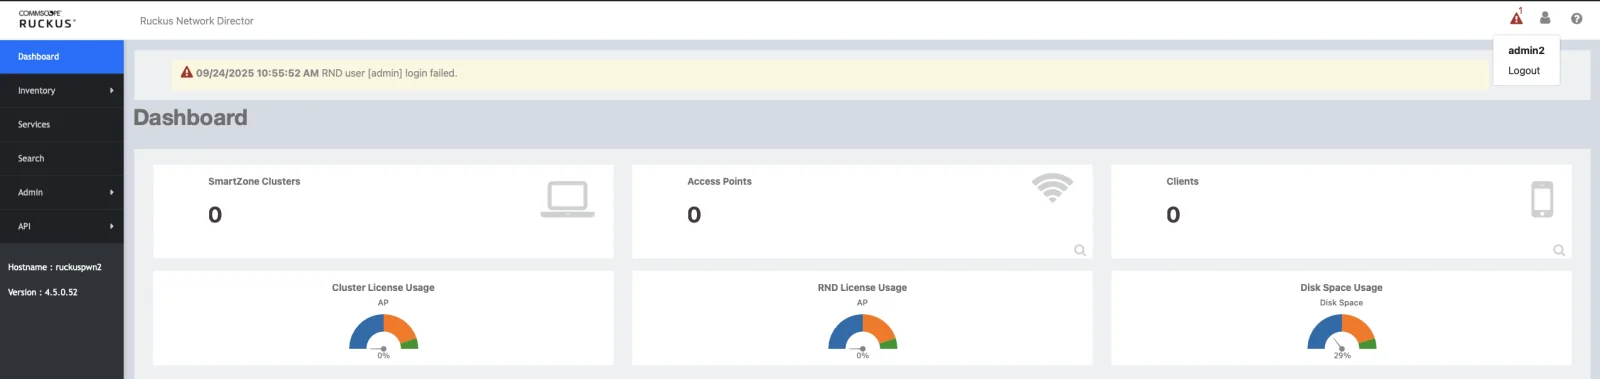 COMMSCOPE
RUCKUS
Ruckus Network Director
1
admin2
Logout
Dashboard
Inventory
Services
Search
Admin
API
Hostname : ruckuspwn2
Version : 4.5.0.52
09/24/2025 10:55:52 AM RND user [admin] login failed.
Dashboard
SmartZone Clusters
0
Access Points
0
Clients
0
Cluster License Usage
AP
0%
RND License Usage
AP
0%
Disk Space Usage
Disk Space
29%